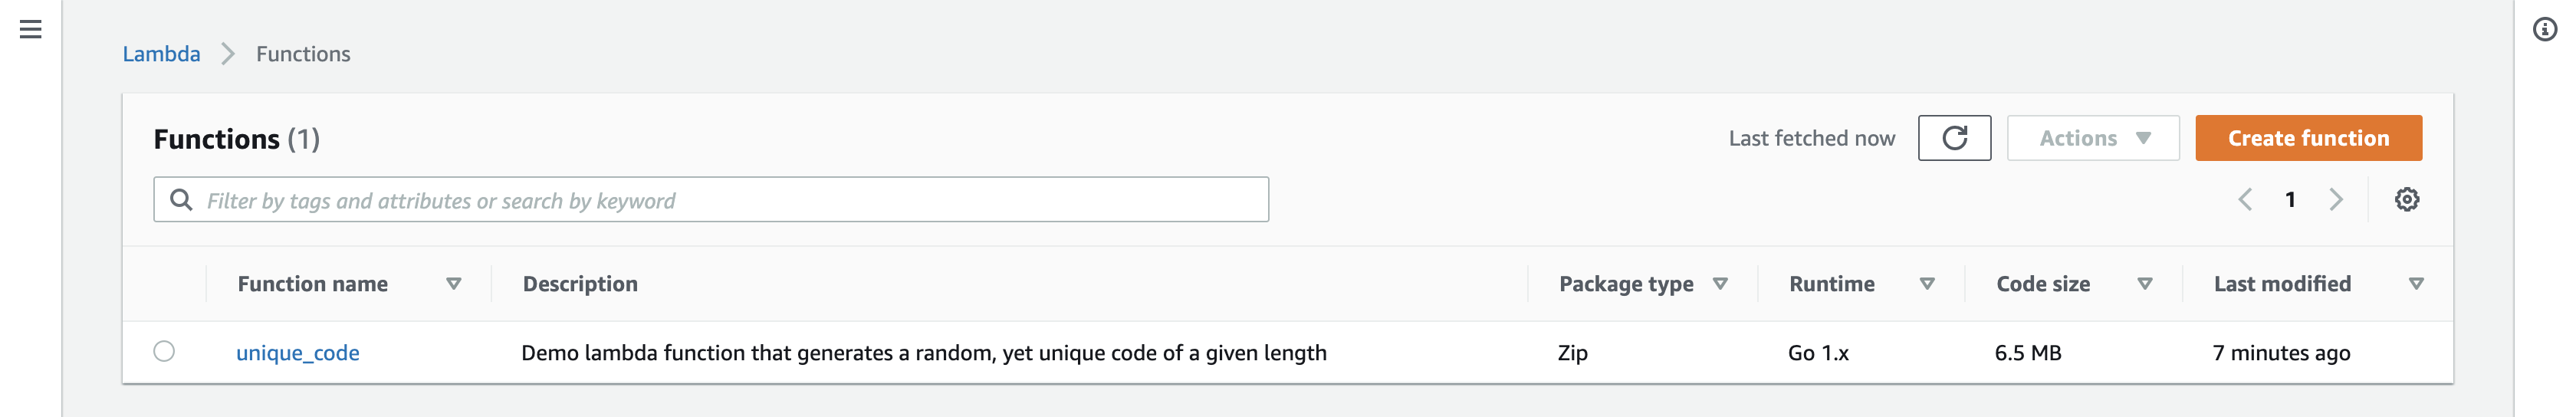 Lambda Functions
Functions (1) Last fetched now Actions Create function
Filter by tags and attributes or search by keyword 1
Function name Description Package type Runtime Code size Last modified
unique_code Demo lambda function that generates a random, yet unique code of a given length Zip Go 1.x 6.5 MB 7 minutes ago